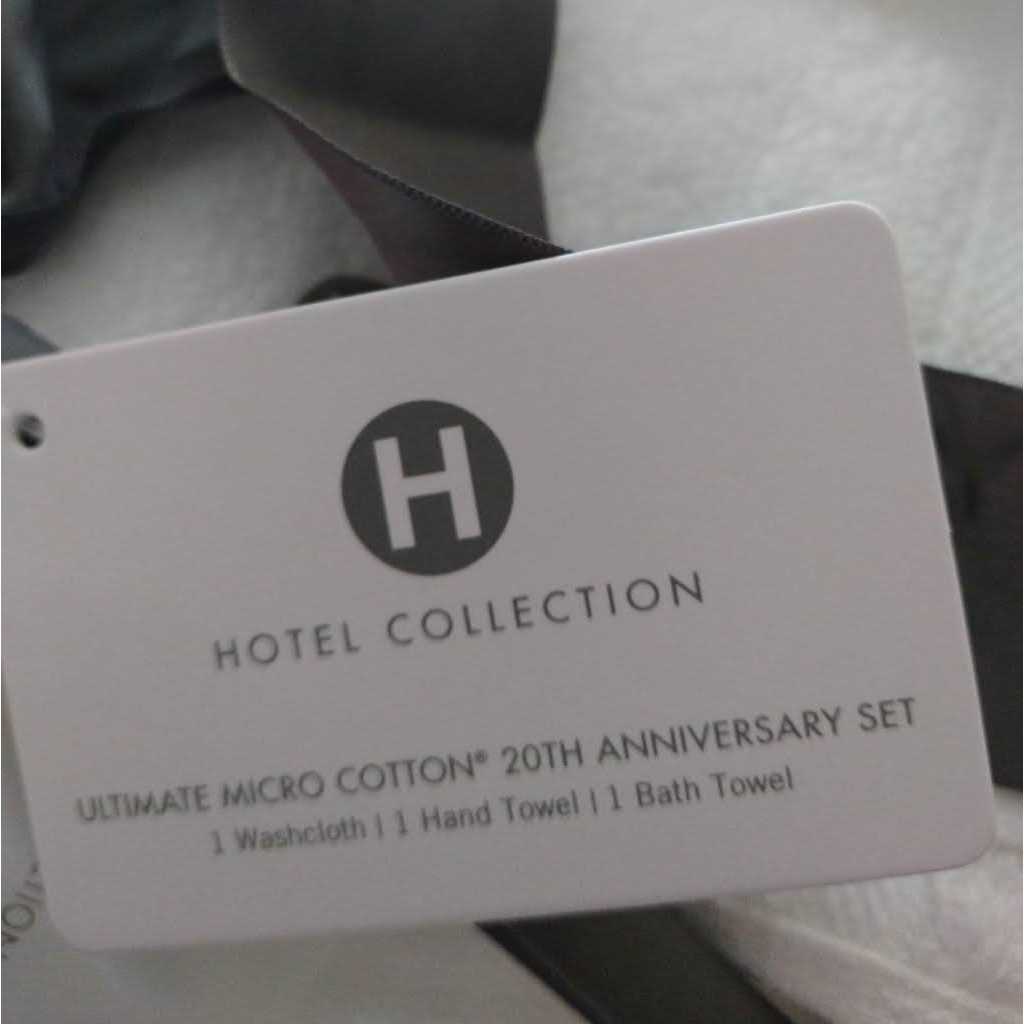 H
HOTEL COLLECTION
ULTIMATE MICRO COTTON® 20TH ANNIVERSARY SET
1 Washcloth | 1 Hand Towel | 1 Bath Towel